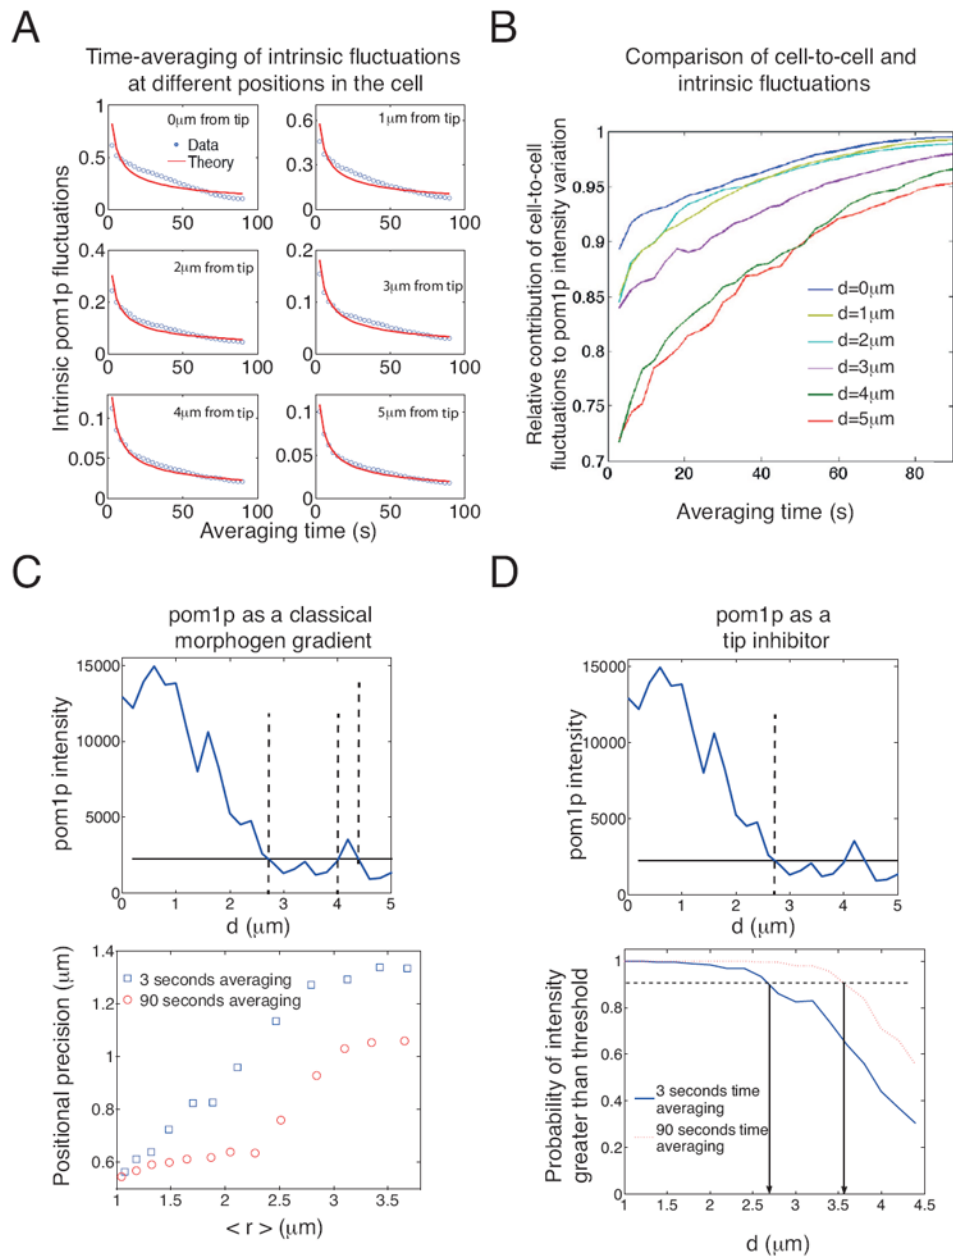 A
Time-averaging of intrinsic fluctuations
at different positions in the cell
Intrinsic pom1p fluctuations
1
0.5
0
0 50 100
0μm from tip
Data
Theory
0.6
0.3
0
0 50 100
1μm from tip
0.4
0.2
0
0 50 100
2μm from tip
0.2
0.1
0
0 50 100
3μm from tip
0.1
0.05
0
0 50 100
4μm from tip
0.1
0.05
0
0 50 100
5μm from tip
Averaging time (s)
B
Comparison of cell-to-cell and
intrinsic fluctuations
Relative contribution of cell-to-cell
fluctuations to pom1p intensity variation
1
0.95
0.9
0.85
0.8
0.75
0.7
d=0μm
d=1μm
d=2μm
d=3μm
d=4μm
d=5μm
0 20 40 60 80
Averaging time (s)
C
pom1p as a classical
morphogen gradient
pom1p intensity
15000
10000
5000
0
0 1 2 3 4 5
d (μm)
Positional precision (μm)
1.4
1.2
1
0.8
0.6
3 seconds averaging
90 seconds averaging
1 1.5 2 2.5 3 3.5
< r > (μm)
D
pom1p as a
tip inhibitor
pom1p intensity
15000
10000
5000
0
0 1 2 3 4 5
d (μm)
Probability of intensity
greater than threshold
1
0.8
0.6
0.4
0.2
0
3 seconds time
averaging
90 seconds time
averaging
1 1.5 2 2.5 3 3.5 4 4.5
d (μm)